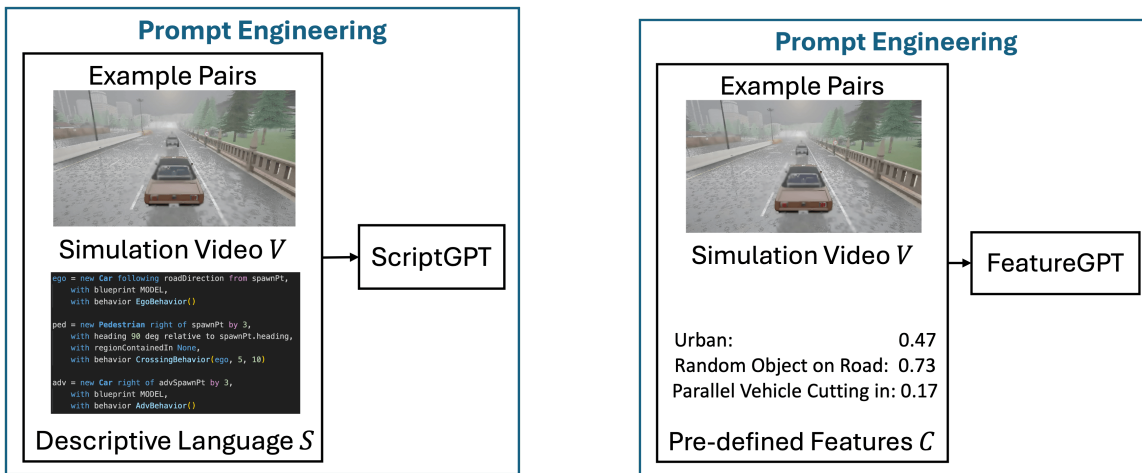 Prompt Engineering
Example Pairs
Simulation Video V
ego = new Car following roadDirection from spawnPt,
with blueprint MODEL,
with behavior EgoBehavior()
ped = new Pedestrian right of spawnPt by 3,
with heading 90 deg relative to spawnPt.heading,
with regionContainedIn None,
with behavior CrossingBehavior(ego, 5, 10)
adv = new Car right of advSpawnPt by 3,
with blueprint MODEL,
with behavior AdvBehavior()
Descriptive Language S
ScriptGPT
Prompt Engineering
Example Pairs
Simulation Video V
Urban: 0.47
Random Object on Road: 0.73
Parallel Vehicle Cutting in: 0.17
Pre-defined Features C
FeatureGPT